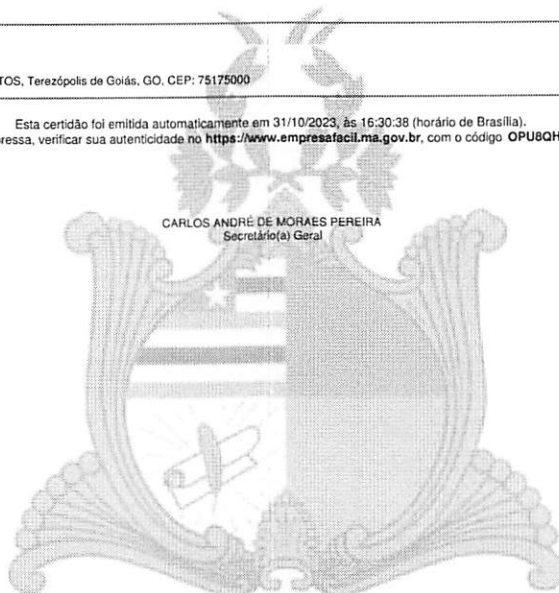 TOS, Terezópolis de Goiás, GO, CEP: 75175000
Esta certidão foi emitida automaticamente em 31/10/2023, às 16:30:38 (horário de Brasília).
ressa, verificar sua autenticidade no https://www.empresafacil.ma.gov.br, com o código OPU8QH
CARLOS ANDRÉ DE MORAES PEREIRA
Secretário(a) Geral